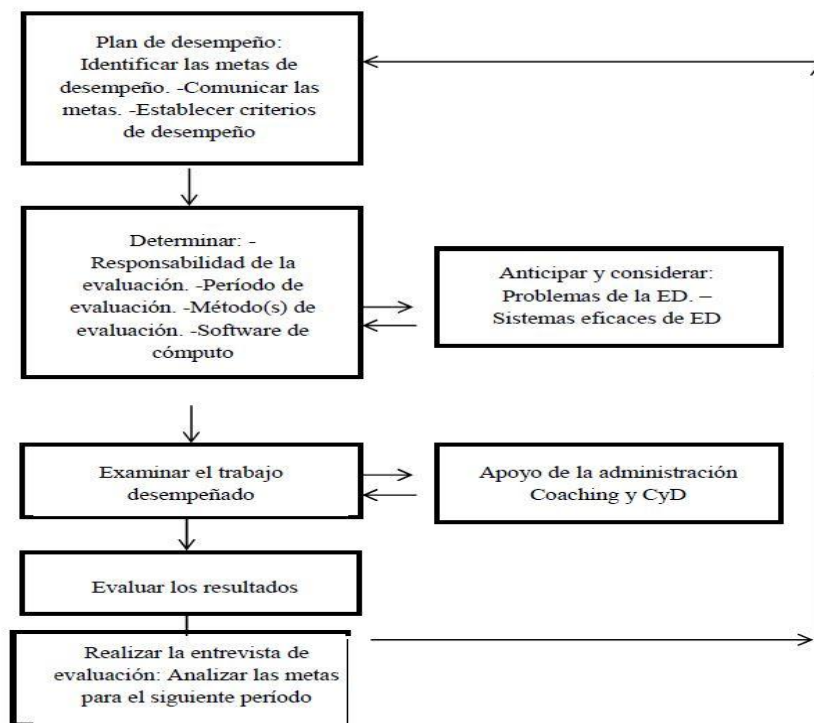 Plan de desempeño:
Identificar las metas de
desempeño. -Comunicar las
metas. -Establecer criterios
de desempeño
Determinar: -
Responsabilidad de la
evaluación. -Período de
evaluación. -Método(s) de
evaluación. -Software de
cómputo
Anticipar y considerar:
Problemas de la ED. –
Sistemas eficaces de ED
Examinar el trabajo
desempeñado
Apoyo de la administración
Coaching y CyD
Evaluar los resultados
Realizar la entrevista de
evaluación: Analizar las metas
para el siguiente período